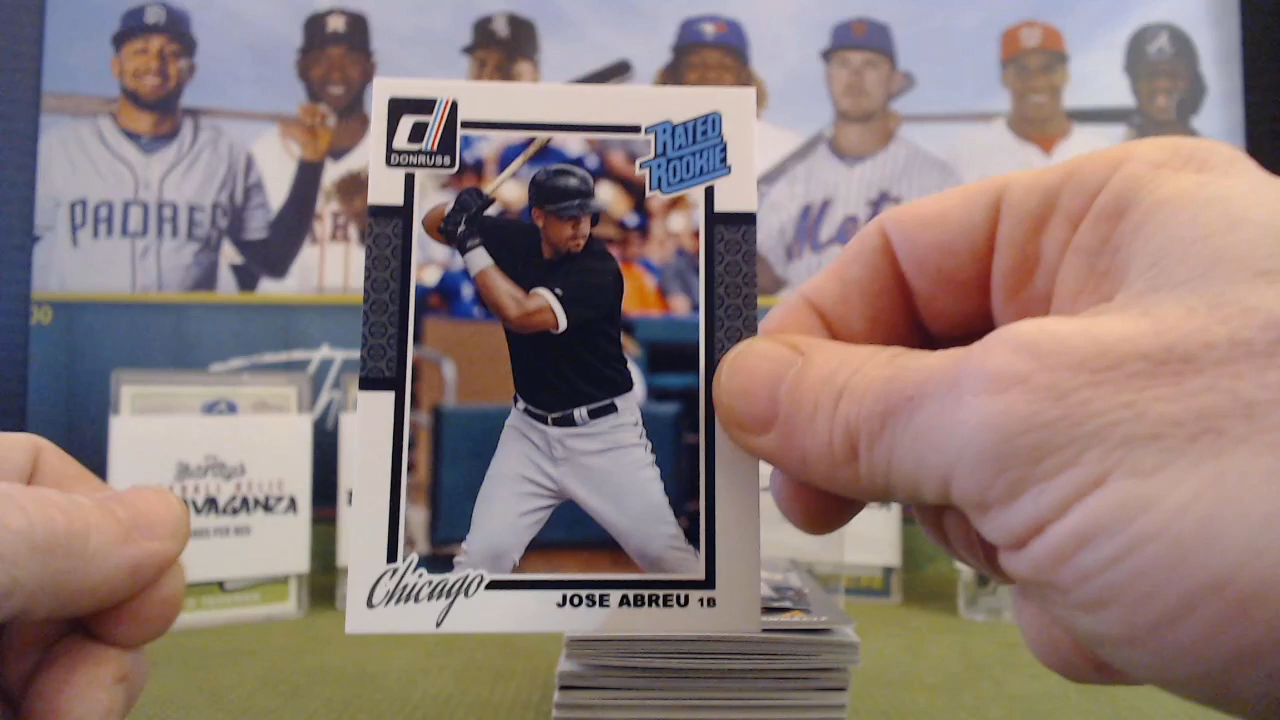 DONRUSS
RATED
ROOKIE
PADRES
Mets
VAGANZA
Chicago
JOSE ABREU 1B